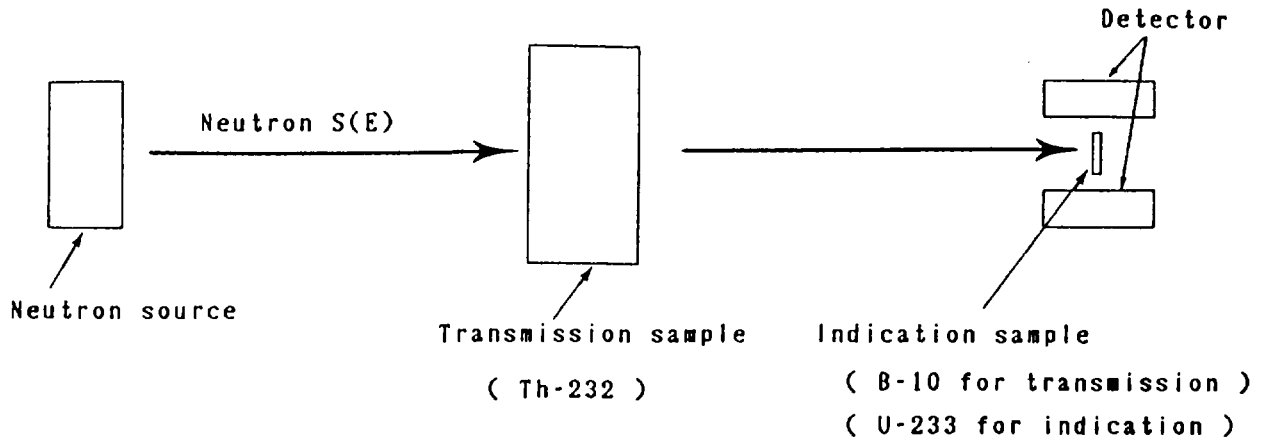 Detector
Neutron S(E)
Neutron source
Transmission sample
( Th-232 )
Indication sample
( B-10 for transmission )
( U-233 for indication )